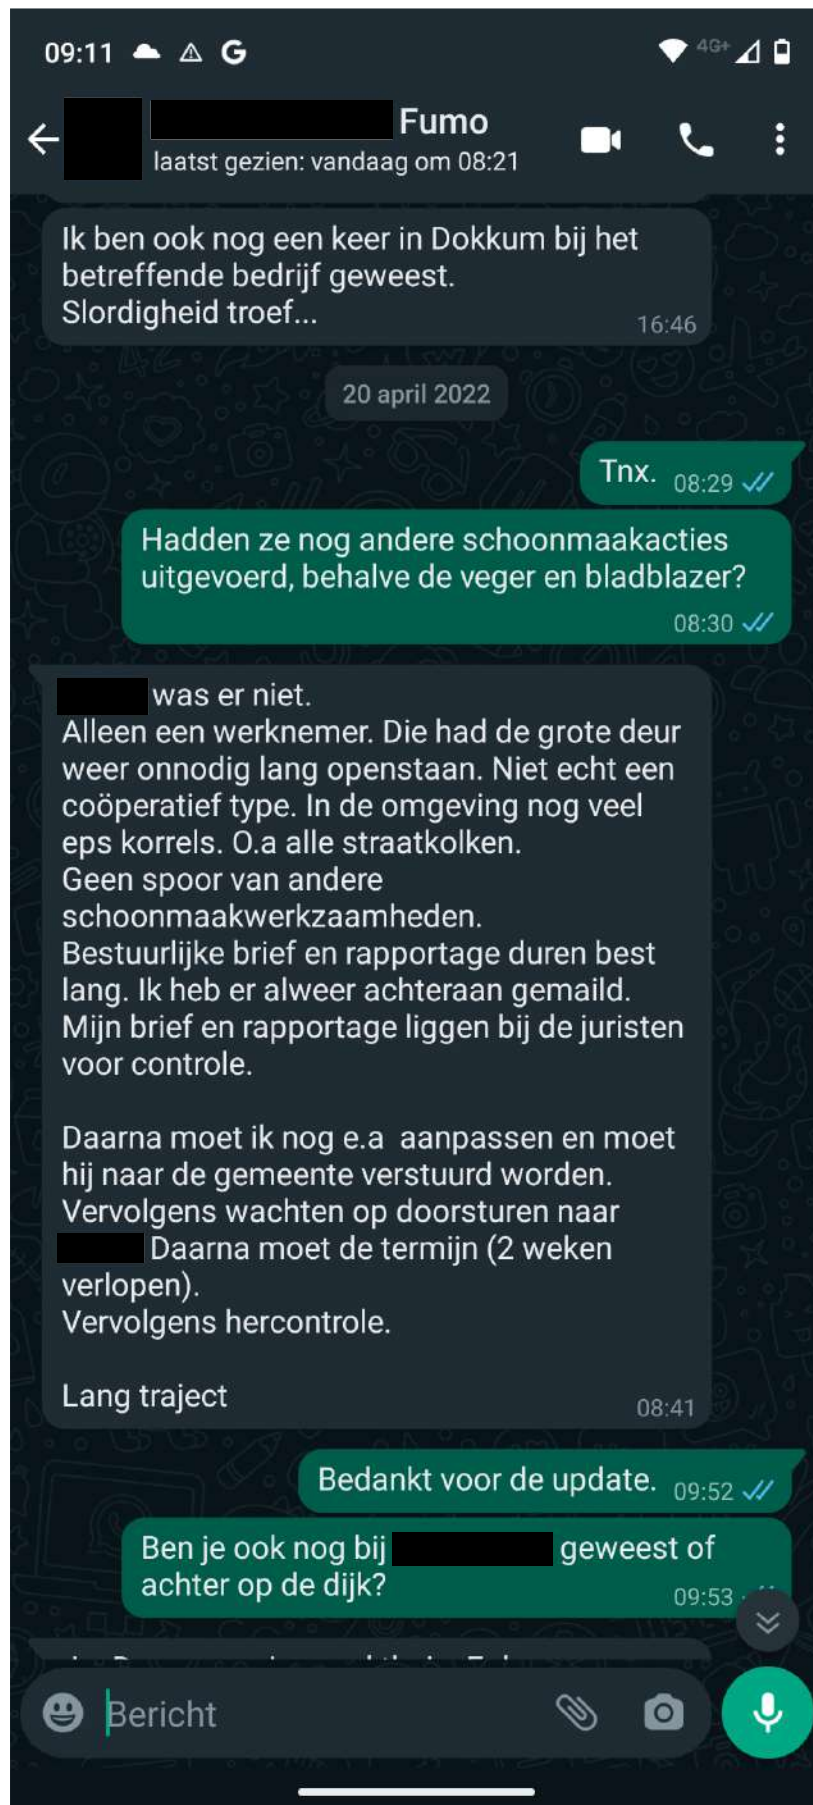 09:11
4G+
Fumo
laatst gezien: vandaag om 08:21
Ik ben ook nog een keer in Dokkum bij het
betreffende bedrijf geweest.
Slordigheid troef...
16:46
20 april 2022
Tnx. 08:29
Hadden ze nog andere schoonmaakacties
uitgevoerd, behalve de veger en bladblazer?
08:30
was er niet.
Alleen een werknemer. Die had de grote deur
weer onnodig lang openstaan. Niet echt een
coöperatief type. In de omgeving nog veel
eps korrels. O.a alle straatkolken.
Geen spoor van andere
schoonmaakwerkzaamheden.
Bestuurlijke brief en rapportage duren best
lang. Ik heb er alweer achteraan gemaild.
Mijn brief en rapportage liggen bij de juristen
voor controle.
Daarna moet ik nog e.a aanpassen en moet
hij naar de gemeente verstuurd worden.
Vervolgens wachten op doorsturen naar
Daarna moet de termijn (2 weken
verlopen).
Vervolgens hercontrole.
Lang traject
08:41
Bedankt voor de update. 09:52
Ben je ook nog bij geweest of
achter op de dijk?
09:53
Bericht